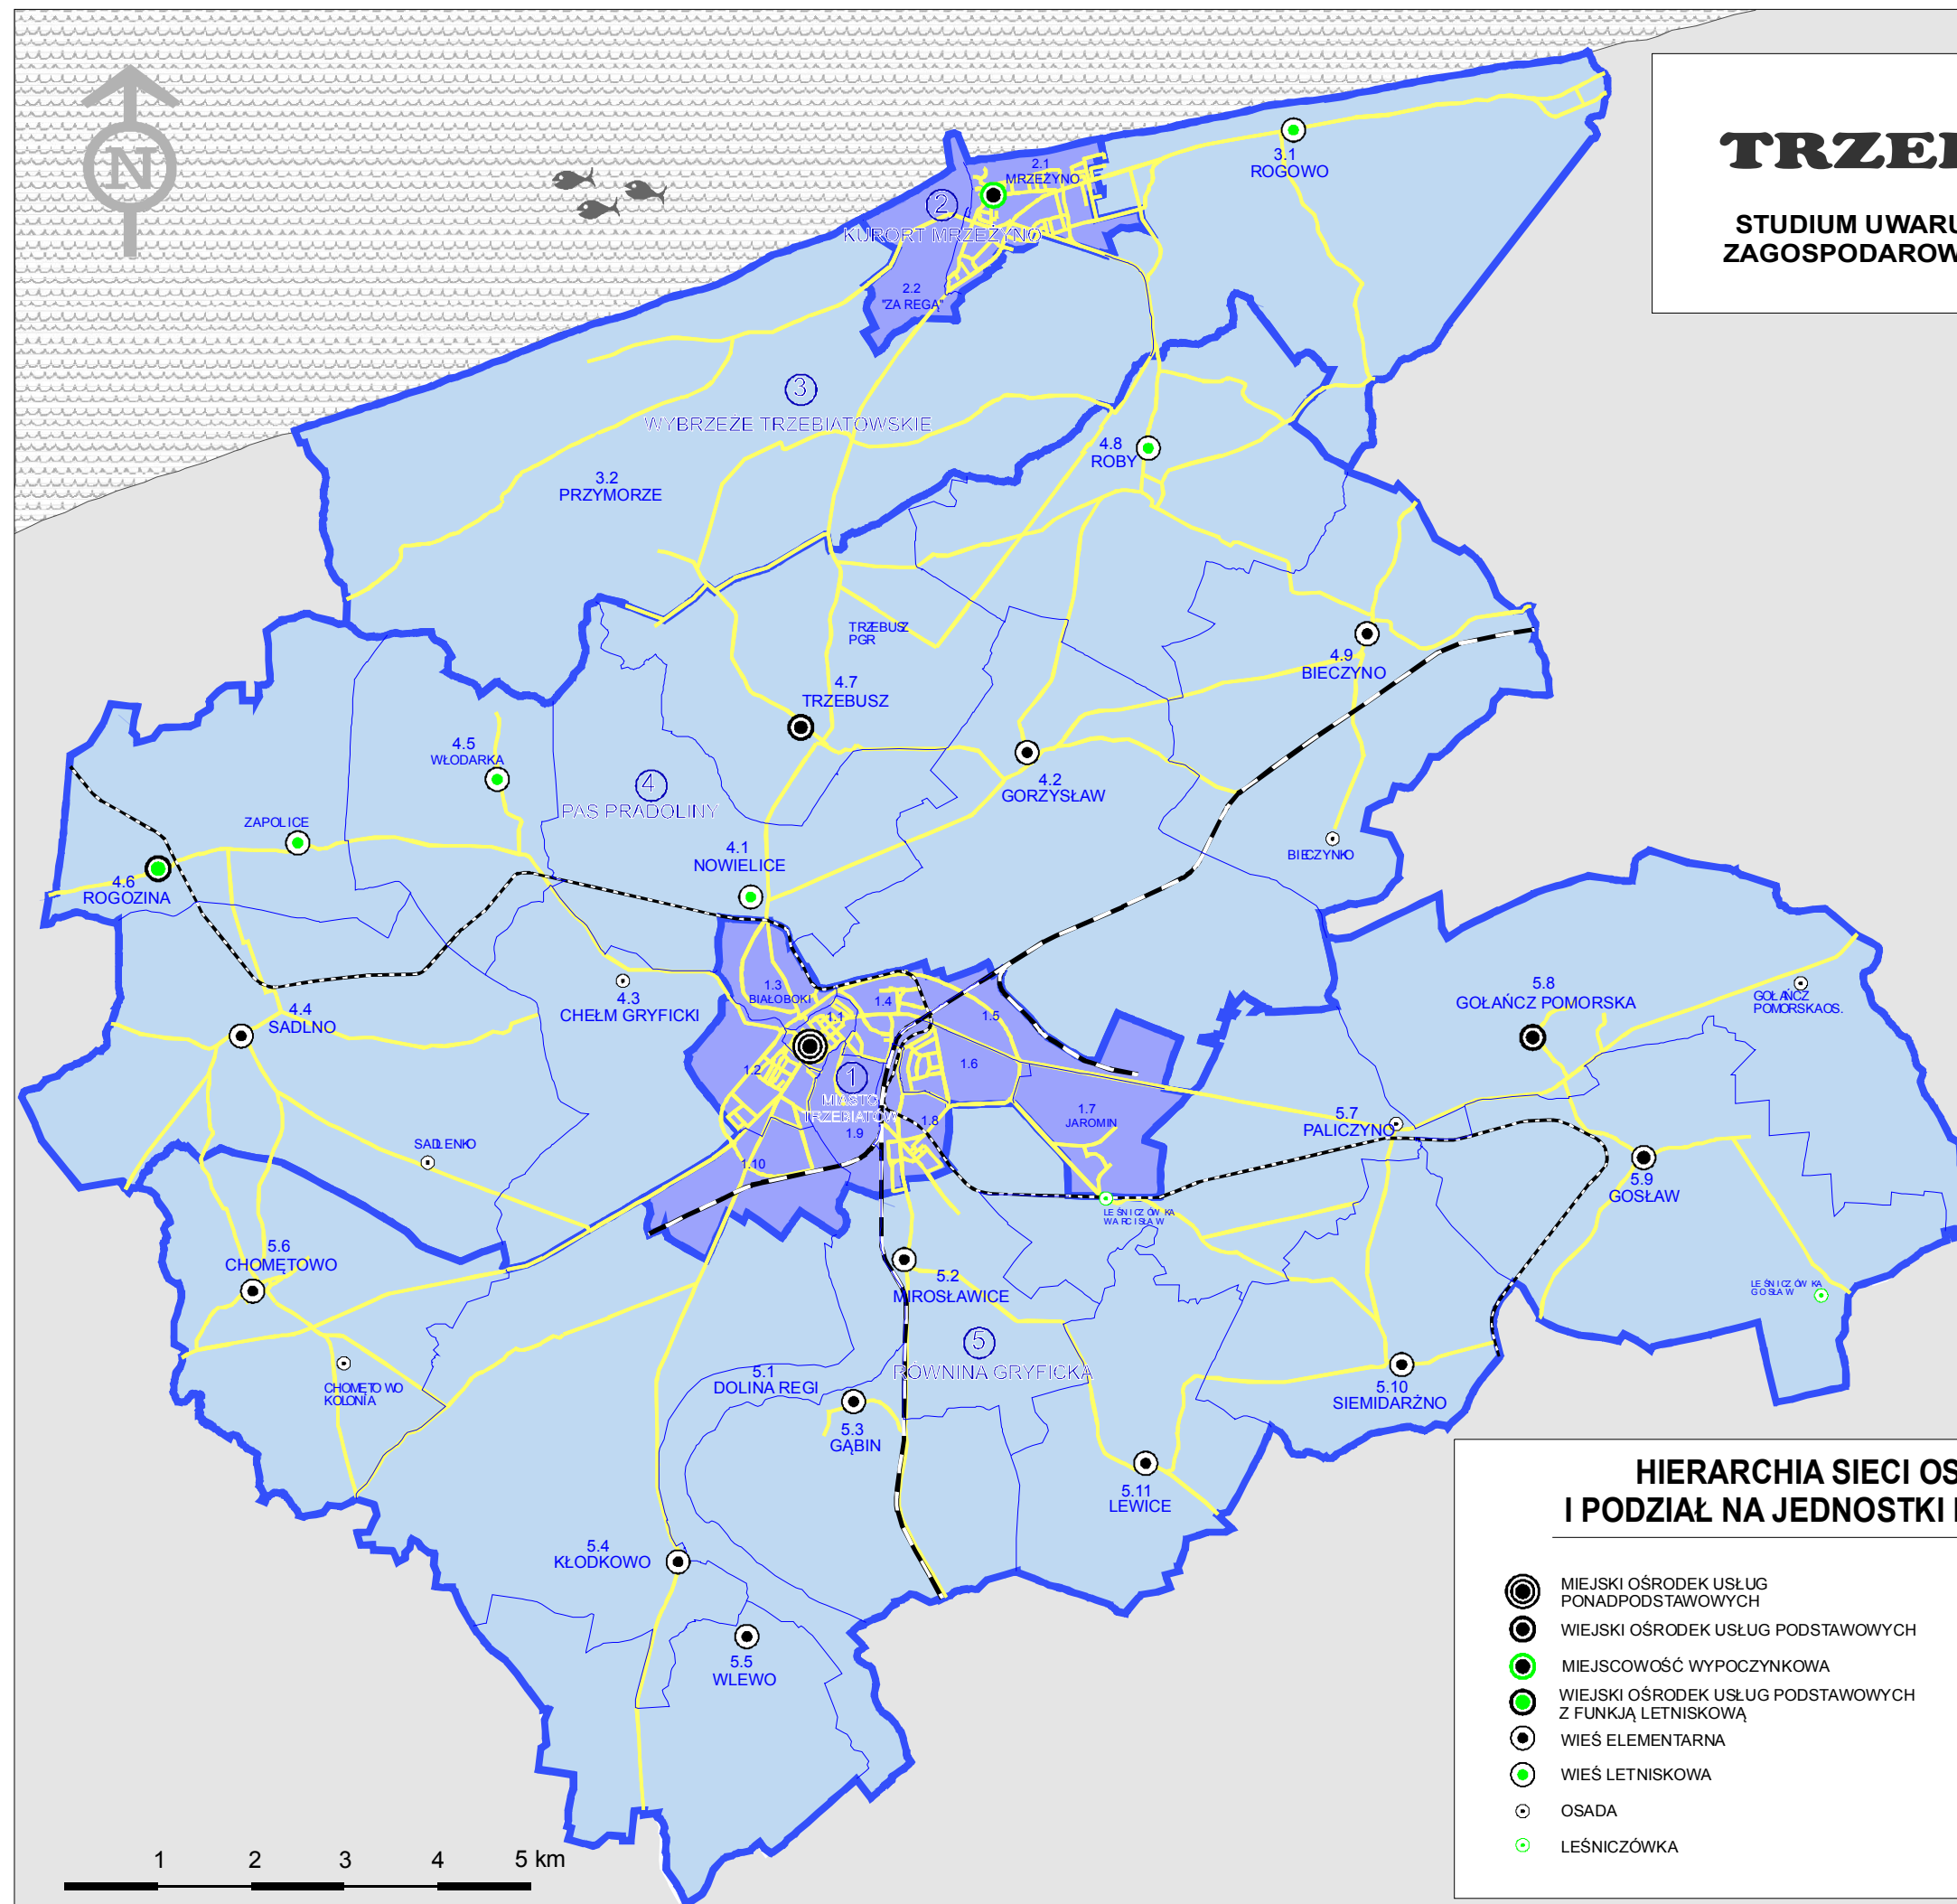 N
TRZE
STUDIUM UWARU
ZAGOSPODAROW
2.1
MRZEŻYNO
2
KURORT MRZEŻYNO
2.2
"ZA REGĄ"
3.1
ROGOWO
3
WYBRZEŻE TRZEBIATOWSKIE
3.2
PRZYMORZE
4.8
ROBY
TRZEBUSZ
PGR
4.9
BIECZYNO
4.7
TRZEBUSZ
4.5
WŁODARKA
4
PAS PRADOLINY
4.2
GORZYSŁAW
ZAPOLICE
4.1
NOWIELICE
BIECZYNKO
4.6
ROGOZINA
4.3
CHEŁM GRYFICKI
4.4
SADLNO
1.3
BIAŁOBOKI
1.4
1.1
1.5
1.2
1.6
1
MIASTO
TRZEBIATÓW
1.7
JAROMIN
1.8
1.9
1.10
5.8
GOŁAŃCZ POMORSKA
GOŁAŃCZ
POMORSKA OS.
5.7
PALICZYNO
5.9
GOSŁAW
SADLENKO
LEŚNICZÓWKA
WARCISŁAW
5.6
CHOMĘTOWO
5.2
MIROSŁAWICE
LEŚNICZÓWKA
GOSŁAW
5
RÓWNINA GRYFICKA
CHOMĘTOWO
KOLONIA
5.1
DOLINA REGI
5.3
GĄBIN
5.10
SIEMIDARŻNO
5.11
LEWICE
5.4
KŁODKOWO
5.5
WLEWO
HIERARCHIA SIECI OS
I PODZIAŁ NA JEDNOSTKI
MIEJSKI OŚRODEK USŁUG
PONADPODSTAWOWYCH
WIEJSKI OŚRODEK USŁUG PODSTAWOWYCH
MIEJSCOWOŚĆ WYPOCZYNKOWA
WIEJSKI OŚRODEK USŁUG PODSTAWOWYCH
Z FUNKJĄ LETNISKOWĄ
WIEŚ ELEMENTARNA
WIEŚ LETNISKOWA
OSADA
LEŚNICZÓWKA
1 2 3 4 5 km